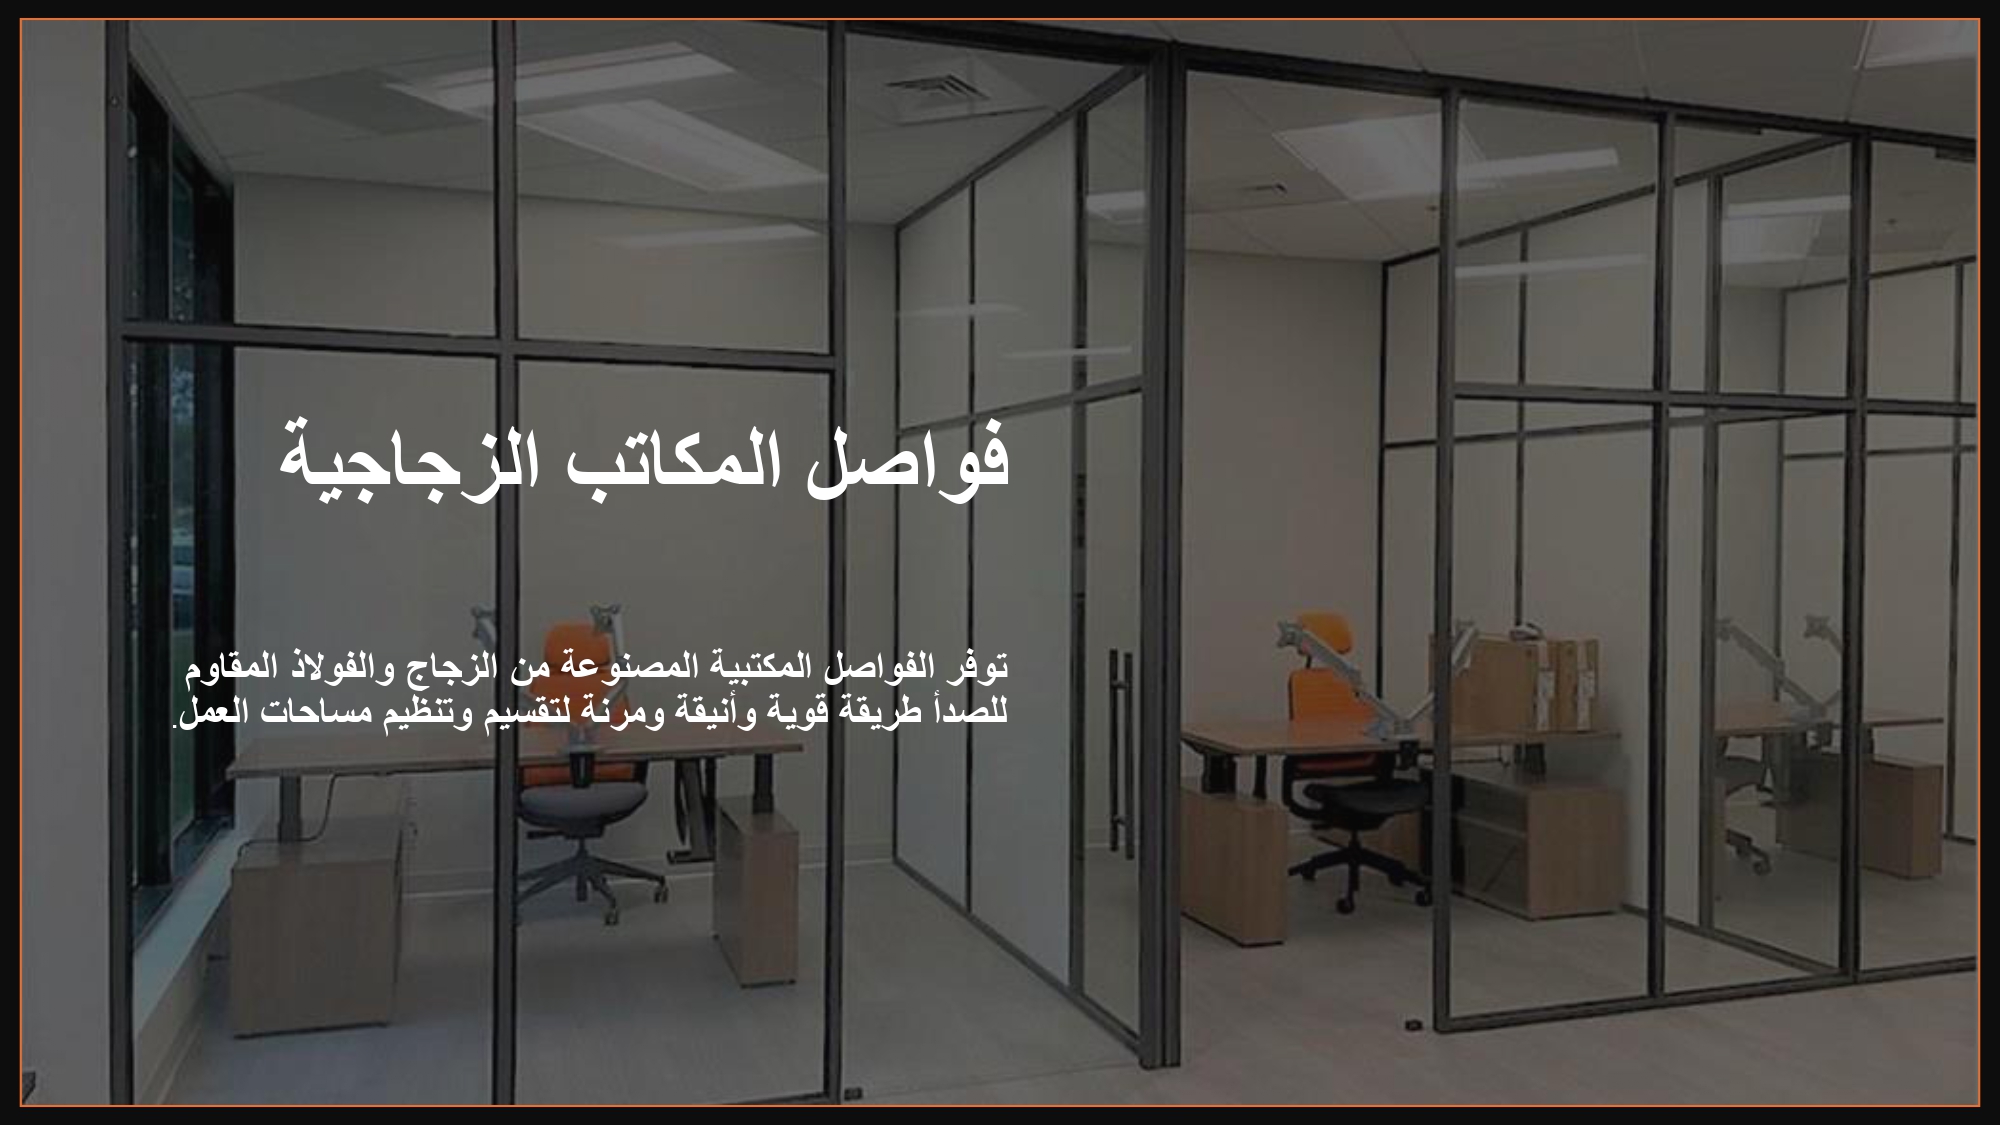 فواصل المكاتب الزجاجية
توفر الفواصل المكتبية المصنوعة من الزجاج والفولاذ المقاوم
للصدأ طريقة قوية وأنيقة ومرنة لتقسيم وتنظيم مساحات العمل.